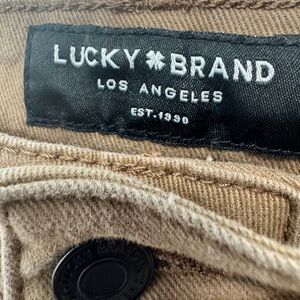 LUCKY BRAND
LOS ANGELES
EST. 1990